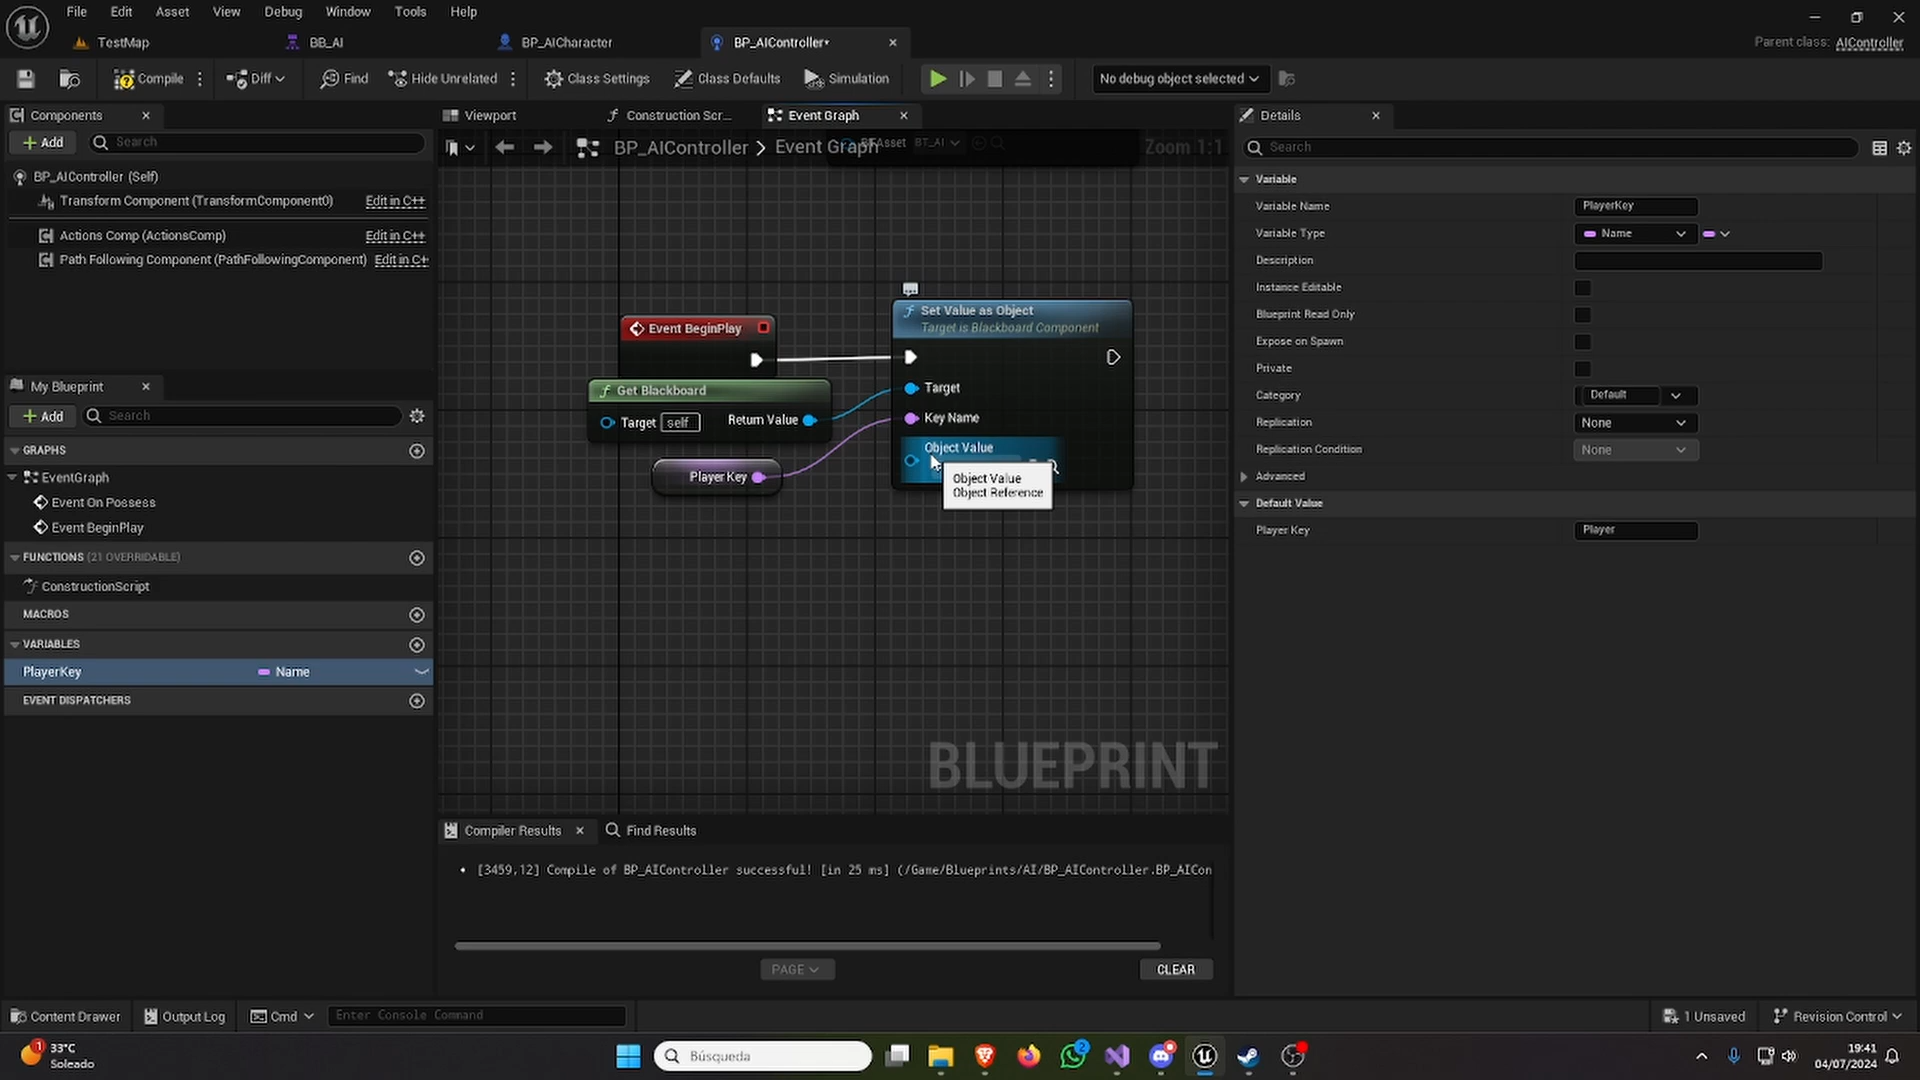 File Edit Asset View Debug Window Tools Help
TestMap BB_AI BP_AICharacter BP_AIController•
Parent class: AIController
Compile Diff Find Hide Unrelated Class Settings Class Defaults Simulation No debug object selected
Components
Add Search
BP_AIController (Self)
Transform Component (TransformComponent0) Edit in C++
Actions Comp (ActionsComp) Edit in C++
Path Following Component (PathFollowingComponent) Edit in C+
My Blueprint
Add Search
GRAPHS
EventGraph
Event On Possess
Event BeginPlay
FUNCTIONS (21 OVERRIDABLE)
ConstructionScript
MACROS
VARIABLES
PlayerKey Name
EVENT DISPATCHERS
Viewport Construction Scr... Event Graph
BP_AIController > Event Graph
Asset BT_AI
Zoom 1:1
Event BeginPlay
Get Blackboard
Target self Return Value
Player Key
Set Value as Object
Target is Blackboard Component
Target
Key Name
Object Value
Object Value
Object Reference
BLUEPRINT
Compiler Results Find Results
• [3459,12] Compile of BP_AIController successful! [in 25 ms] (/Game/Blueprints/AI/BP_AIController.BP_AICon
PAGE CLEAR
Details
Search
Variable
Variable Name PlayerKey
Variable Type Name
Description
Instance Editable
Blueprint Read Only
Expose on Spawn
Private
Category Default
Replication None
Replication Condition None
Advanced
Default Value
Player Key Player
Content Drawer Output Log Cmd Enter Console Command 1 Unsaved Revision Control
1
33°C
Soleado
Búsqueda
2
19:41
04/07/2024